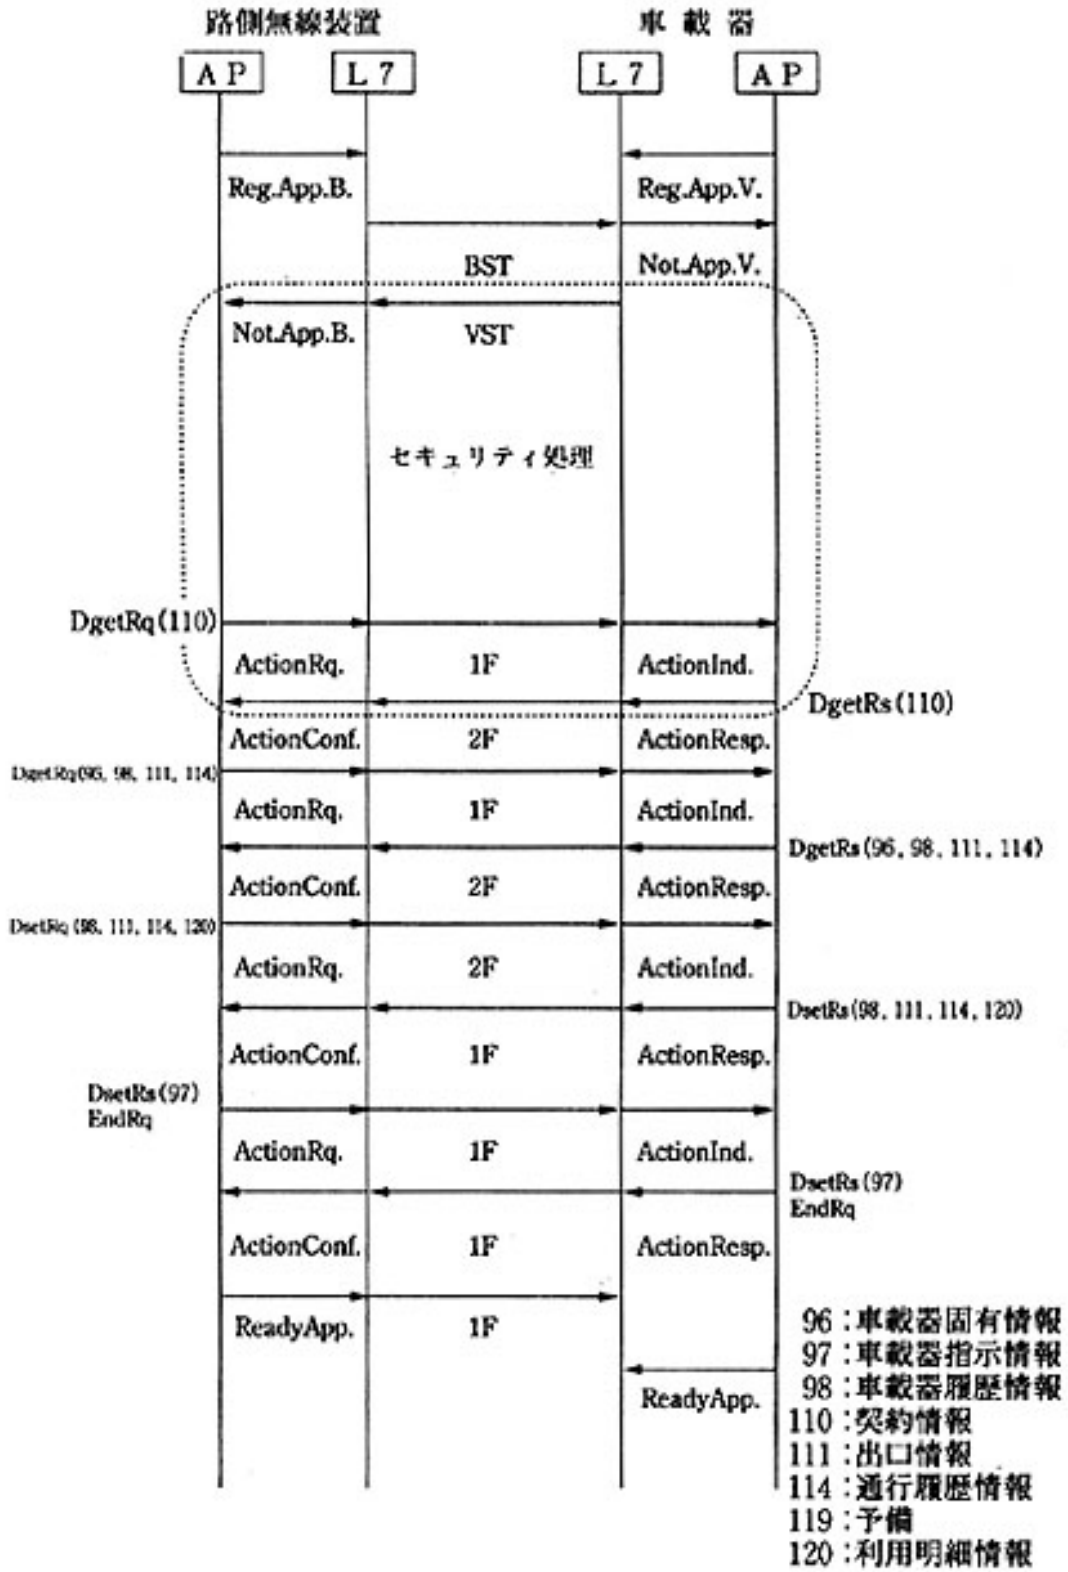 路側無線装置
車載器
AP
L7
L7
AP
Reg.App.B.
Reg.App.V.
BST
Not.App.V.
Not.App.B.
VST
セキュリティ処理
DgetRq(110)
ActionRq.
1F
ActionInd.
DgetRs(110)
ActionConf.
2F
ActionResp.
DgetRq(96, 98, 111, 114)
ActionRq.
1F
ActionInd.
DgetRs(96, 98, 111, 114)
ActionConf.
2F
ActionResp.
DsetRq(98, 111, 114, 120)
ActionRq.
2F
ActionInd.
DsetRs(98, 111, 114, 120)
ActionConf.
1F
ActionResp.
DsetRs(97)
EndRq
ActionRq.
1F
ActionInd.
DsetRs(97)
EndRq
ActionConf.
1F
ActionResp.
ReadyApp.
1F
ReadyApp.
96:車載器固有情報
97:車載器指示情報
98:車載器履歴情報
110:契約情報
111:出口情報
114:通行履歴情報
119:予備
120:利用明細情報